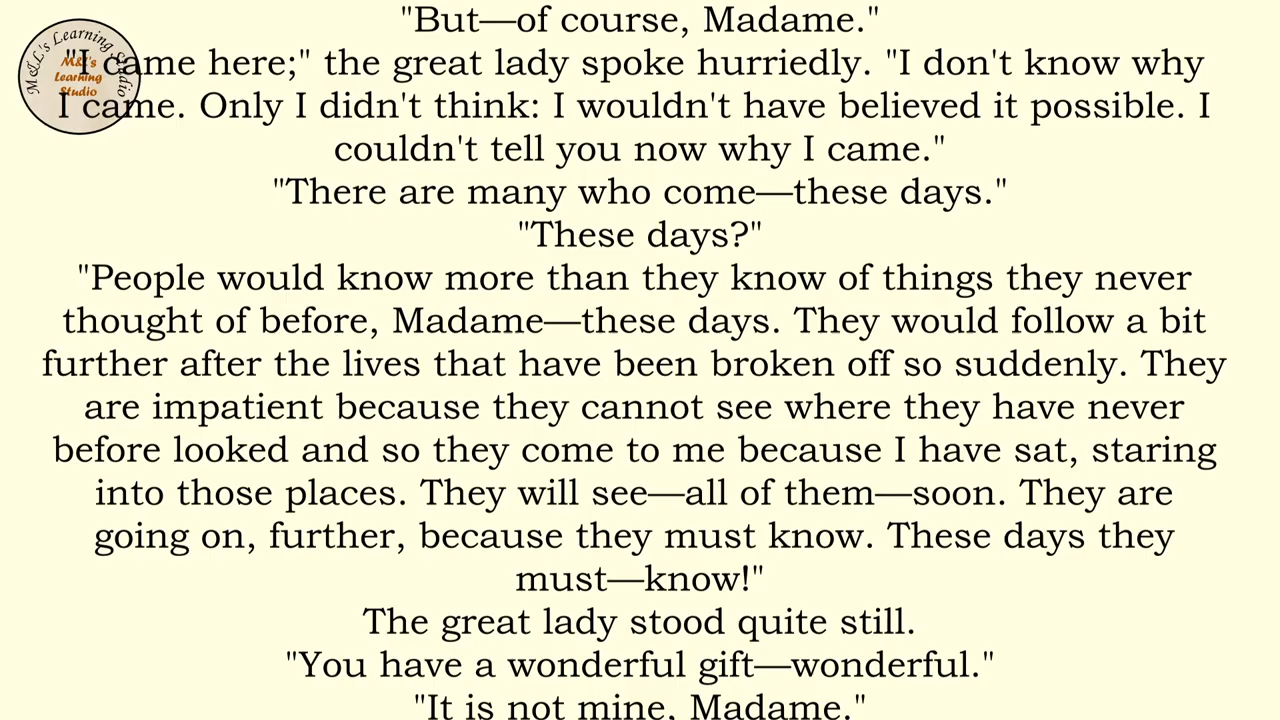 "But—of course, Madame."
"I came here;" the great lady spoke hurriedly. "I don't know why
I came. Only I didn't think: I wouldn't have believed it possible. I
couldn't tell you now why I came."
"There are many who come—these days."
"These days?"
"People would know more than they know of things they never
thought of before, Madame—these days. They would follow a bit
further after the lives that have been broken off so suddenly. They
are impatient because they cannot see where they have never
before looked and so they come to me because I have sat, staring
into those places. They will see—all of them—soon. They are
going on, further, because they must know. These days they
must—know!"
The great lady stood quite still.
"You have a wonderful gift—wonderful."
"It is not mine, Madame."
M&L's Learning Studio
M&L's
Learning
Studio